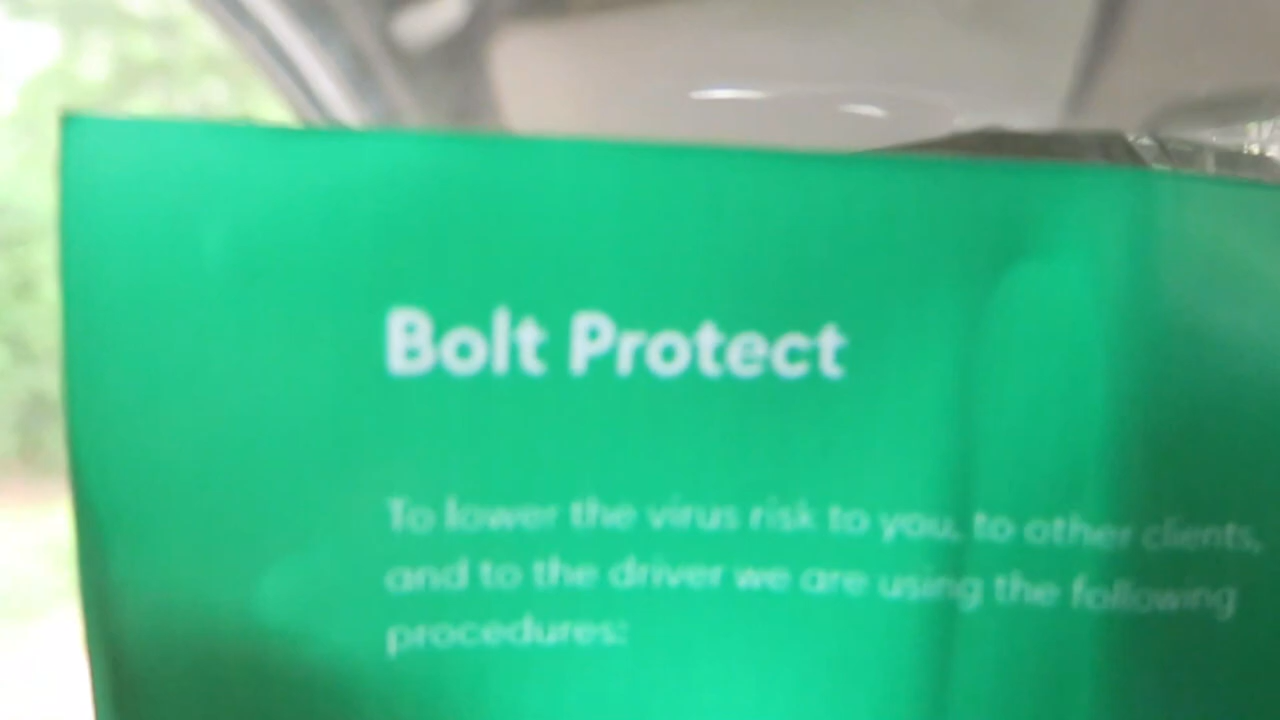 Bolt Protect
To lower the virus risk to you, to other clients,
and to the driver we are using the following
procedures: